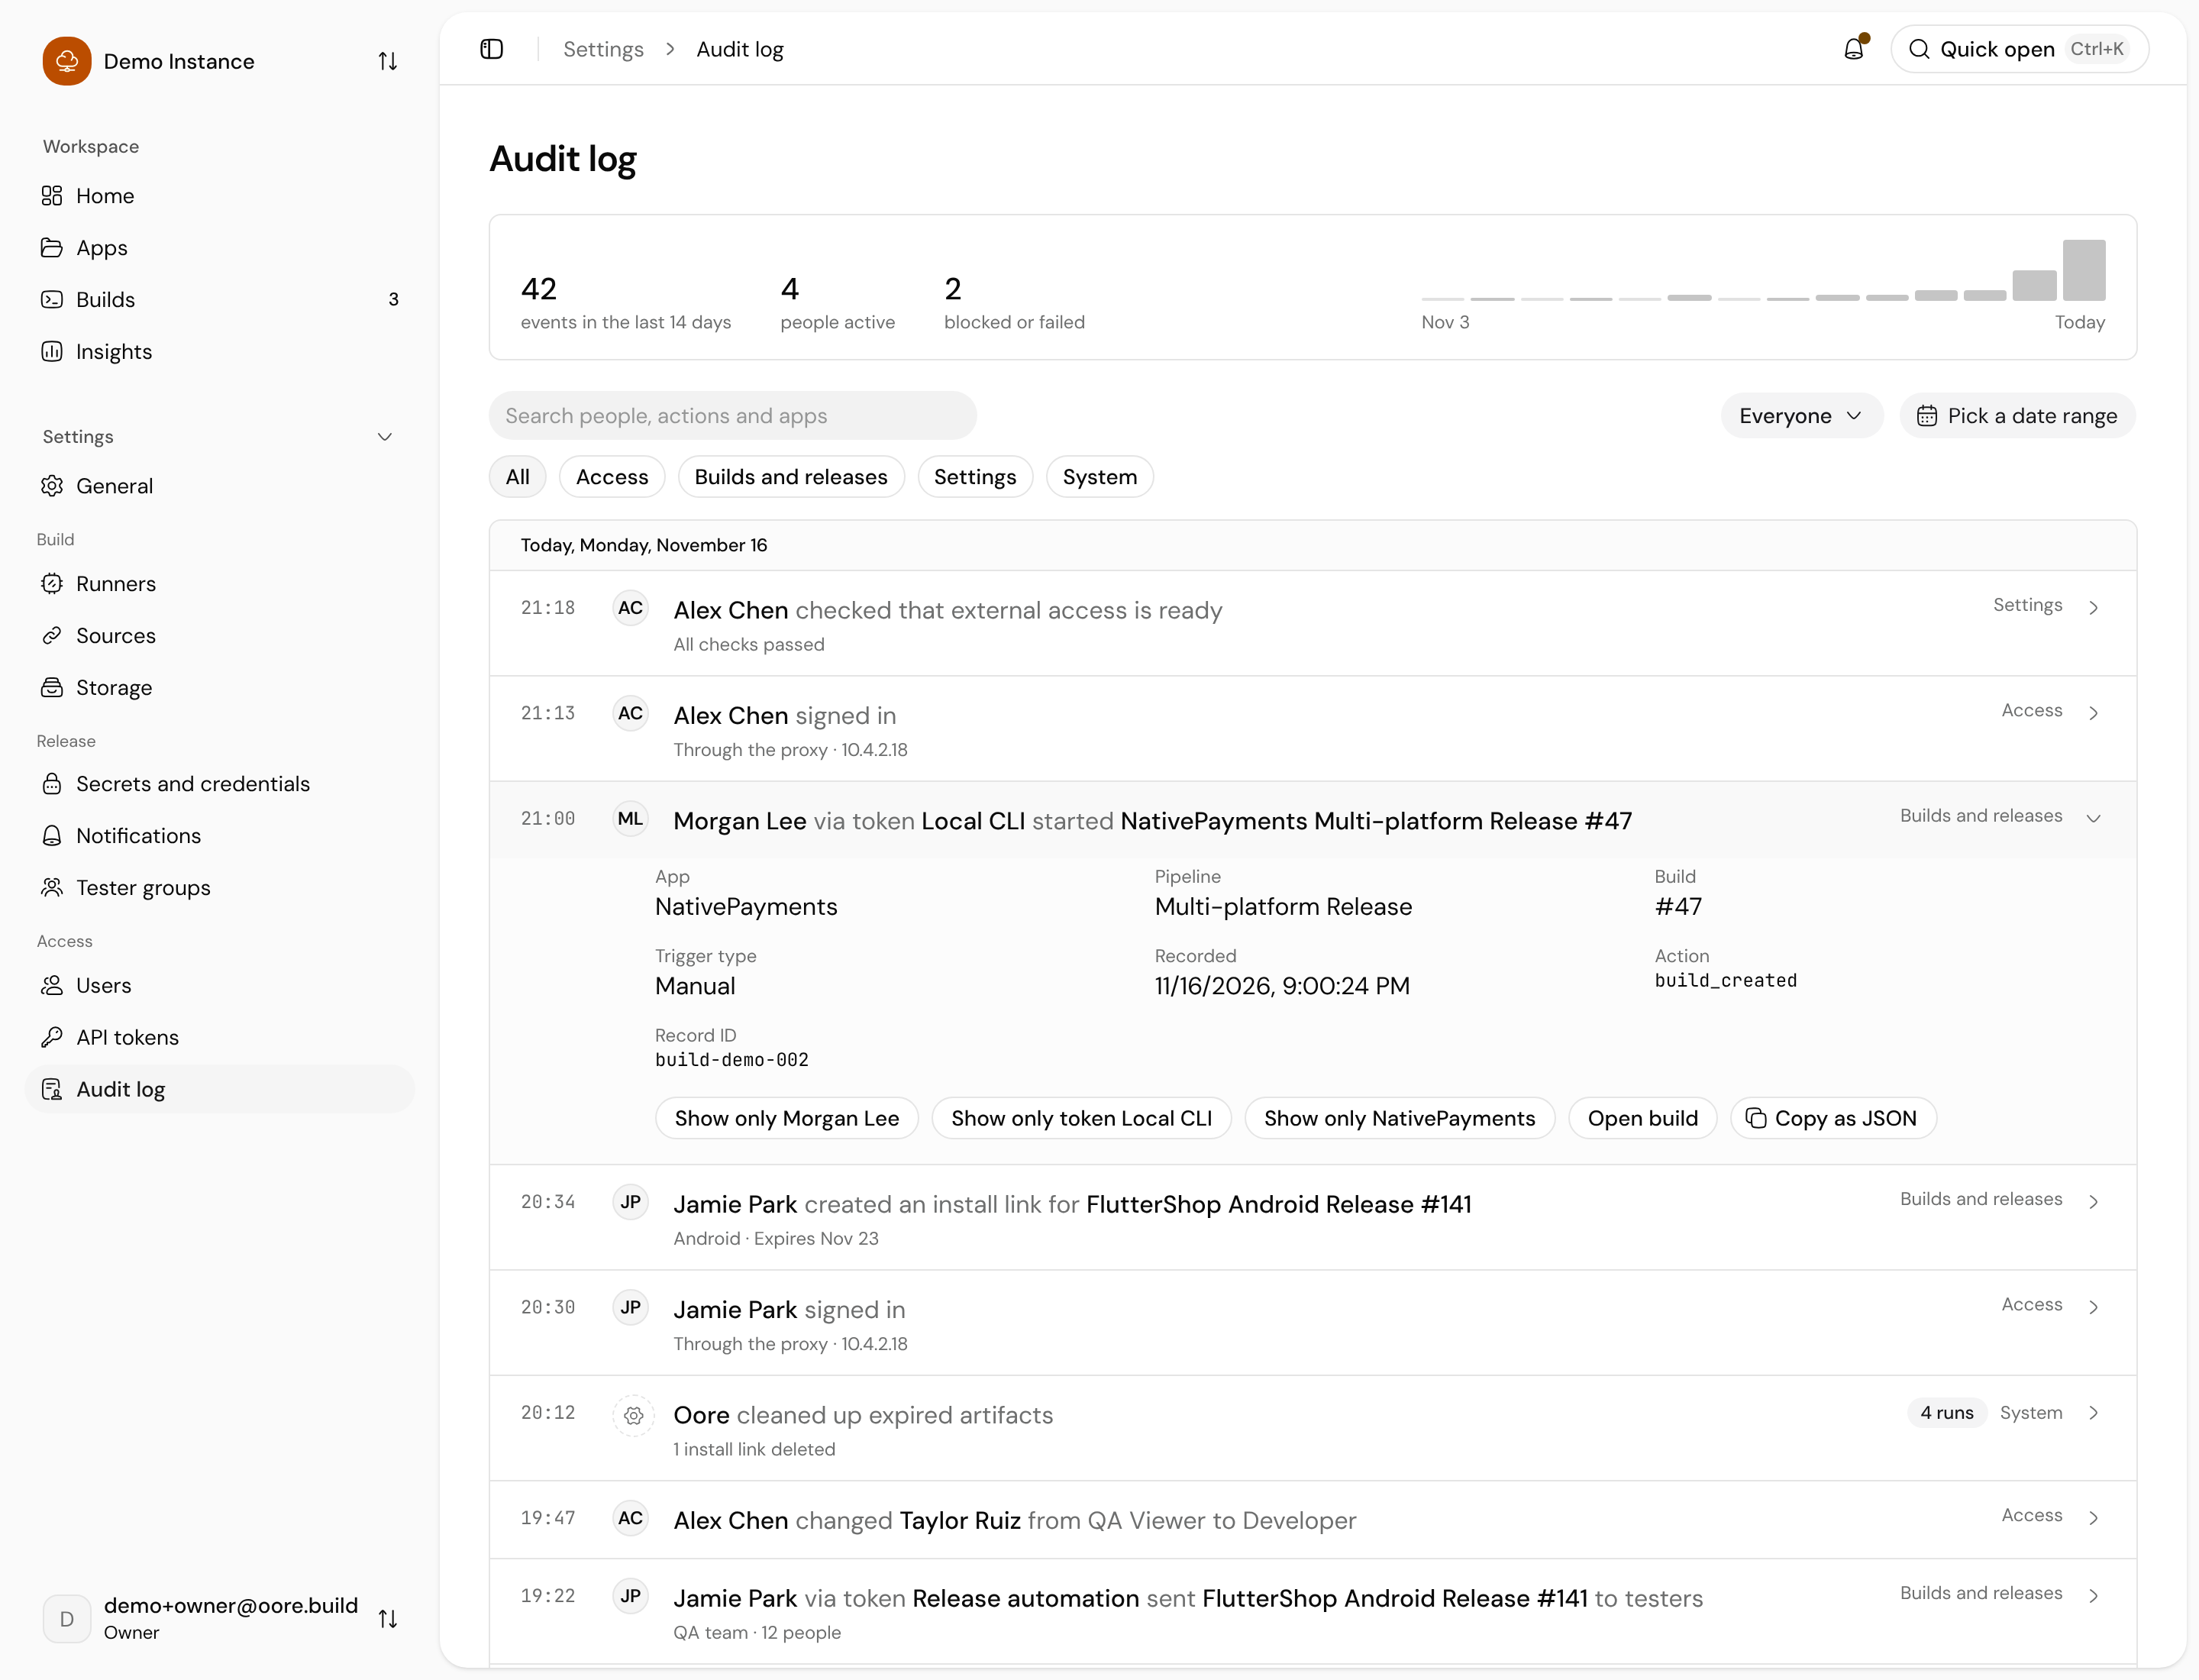 Demo Instance
Workspace
Home
Apps
Builds 3
Insights
Settings
General
Build
Runners
Sources
Storage
Release
Secrets and credentials
Notifications
Tester groups
Access
Users
API tokens
Audit log
D
demo+owner@oore.build
Owner
Settings > Audit log
Quick open Ctrl+K
Audit log
42
events in the last 14 days
4
people active
2
blocked or failed
Nov 3
Today
Search people, actions and apps
Everyone
Pick a date range
All
Access
Builds and releases
Settings
System
Today, Monday, November 16
21:18 AC Alex Chen checked that external access is ready Settings
All checks passed
21:13 AC Alex Chen signed in Access
Through the proxy · 10.4.2.18
21:00 ML Morgan Lee via token Local CLI started NativePayments Multi-platform Release #47 Builds and releases
App
NativePayments
Pipeline
Multi-platform Release
Build
#47
Trigger type
Manual
Recorded
11/16/2026, 9:00:24 PM
Action
build_created
Record ID
build-demo-002
Show only Morgan Lee
Show only token Local CLI
Show only NativePayments
Open build
Copy as JSON
20:34 JP Jamie Park created an install link for FlutterShop Android Release #141 Builds and releases
Android · Expires Nov 23
20:30 JP Jamie Park signed in Access
Through the proxy · 10.4.2.18
20:12 Oore cleaned up expired artifacts 4 runs System
1 install link deleted
19:47 AC Alex Chen changed Taylor Ruiz from QA Viewer to Developer Access
19:22 JP Jamie Park via token Release automation sent FlutterShop Android Release #141 to testers Builds and releases
QA team · 12 people